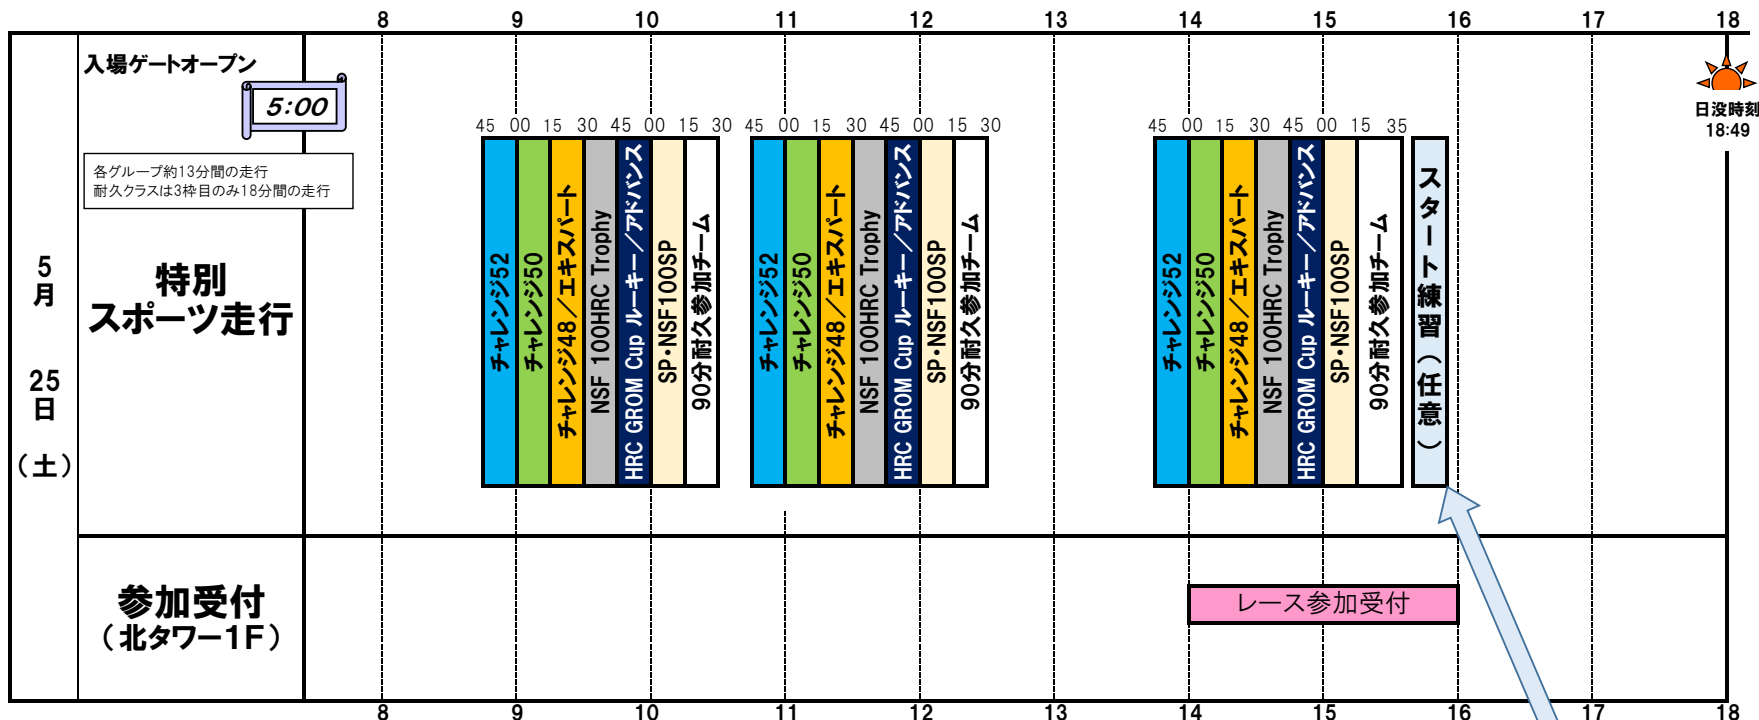 8 9 10 11 12 13 14 15 16 17 18
入場ゲートオープン
5:00
各グループ約13分間の走行
耐久クラスは3枠目のみ18分間の走行
5月25日(土)
特別
スポーツ走行
45 00 15 30 45 00 15 30
チャレンジ52
チャレンジ50
チャレンジ48/エキスパート
NSF 100HRC Trophy
HRC GROM Cup ルーキー/アドバンス
SP・NSF100SP
90分耐久参加チーム
45 00 15 30 45 00 15 30
チャレンジ52
チャレンジ50
チャレンジ48/エキスパート
NSF 100HRC Trophy
HRC GROM Cup ルーキー/アドバンス
SP・NSF100SP
90分耐久参加チーム
45 00 15 30 45 00 15 35
チャレンジ52
チャレンジ50
チャレンジ48/エキスパート
NSF 100HRC Trophy
HRC GROM Cup ルーキー/アドバンス
SP・NSF100SP
90分耐久参加チーム
スタート練習(任意)
日没時刻
18:49
参加受付
(北タワー1F)
レース参加受付
8 9 10 11 12 13 14 15 16 17 18